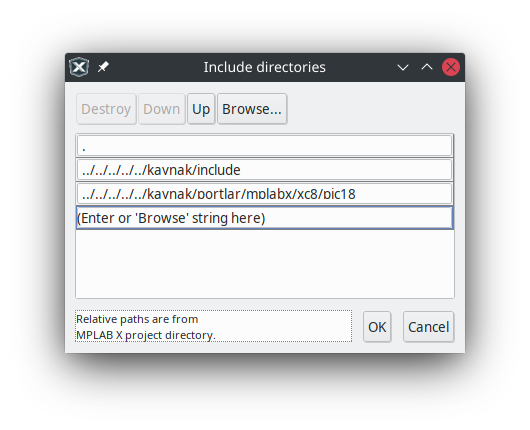 Include directories
Destroy Down Up Browse...
.
../../../../../kaynak/include
../../../../../kaynak/portlar/mplabx/xc8/pic18
(Enter or 'Browse' string here)
Relative paths are from
MPLAB X project directory.
OK Cancel